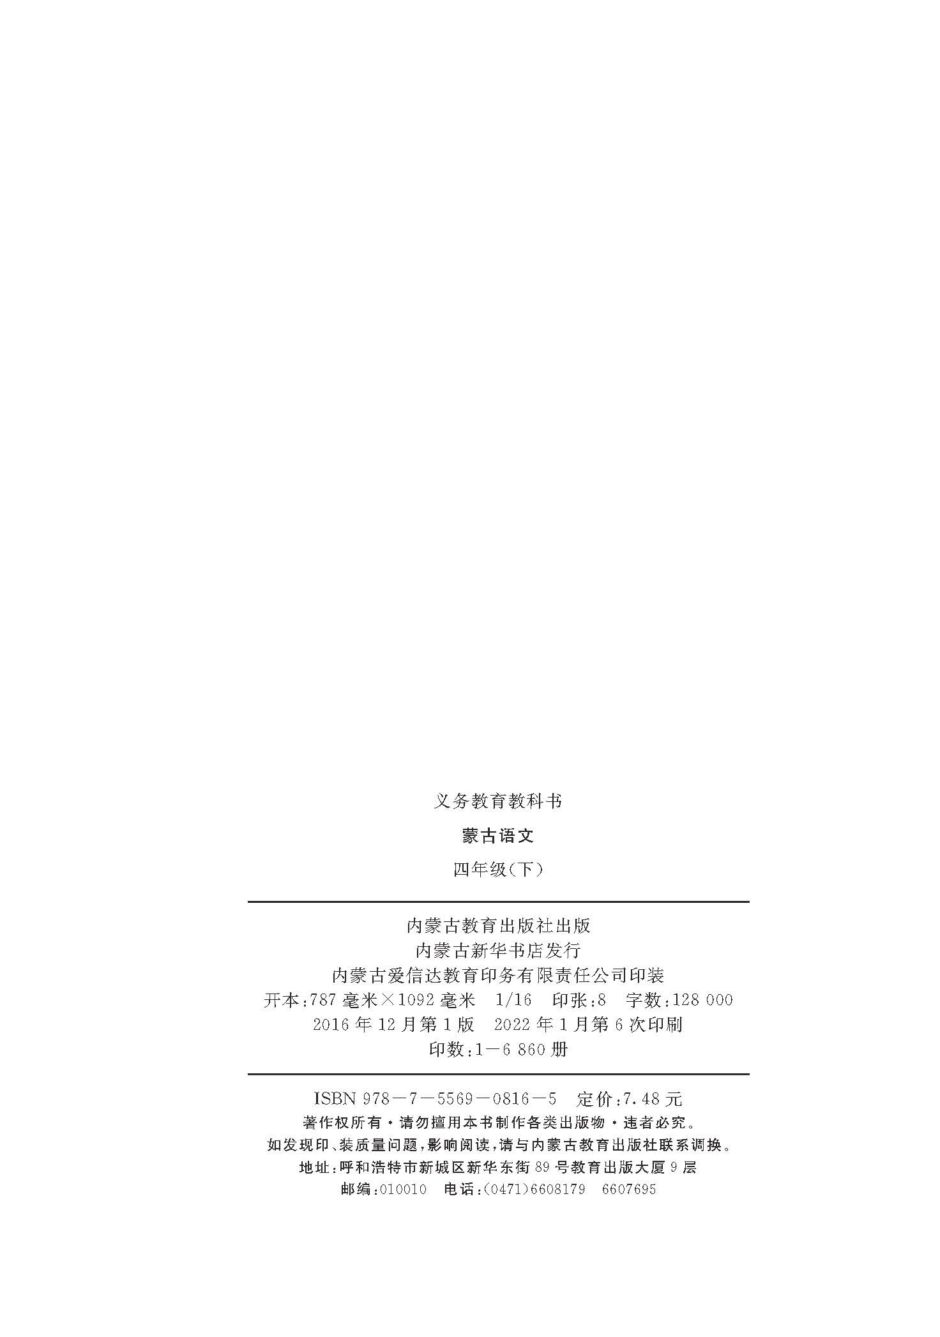 义务教育教科书
蒙古语文
四年级(下)
内蒙古教育出版社出版
内蒙古新华书店发行
内蒙古爱信达教育印务有限责任公司印装
开本:787 毫米×1092 毫米 1/16 印张:8 字数:128 000
2016 年 12 月第 1 版 2022 年 1 月第 6 次印刷
印数:1—6 860 册
ISBN 978－7－5569－0816－5 定价:7.48 元
著作权所有·请勿擅用本书制作各类出版物·违者必究。
如发现印、装质量问题,影响阅读,请与内蒙古教育出版社联系调换。
地址:呼和浩特市新城区新华东街 89 号教育出版大厦 9 层
邮编:010010 电话:(0471)6608179 6607695